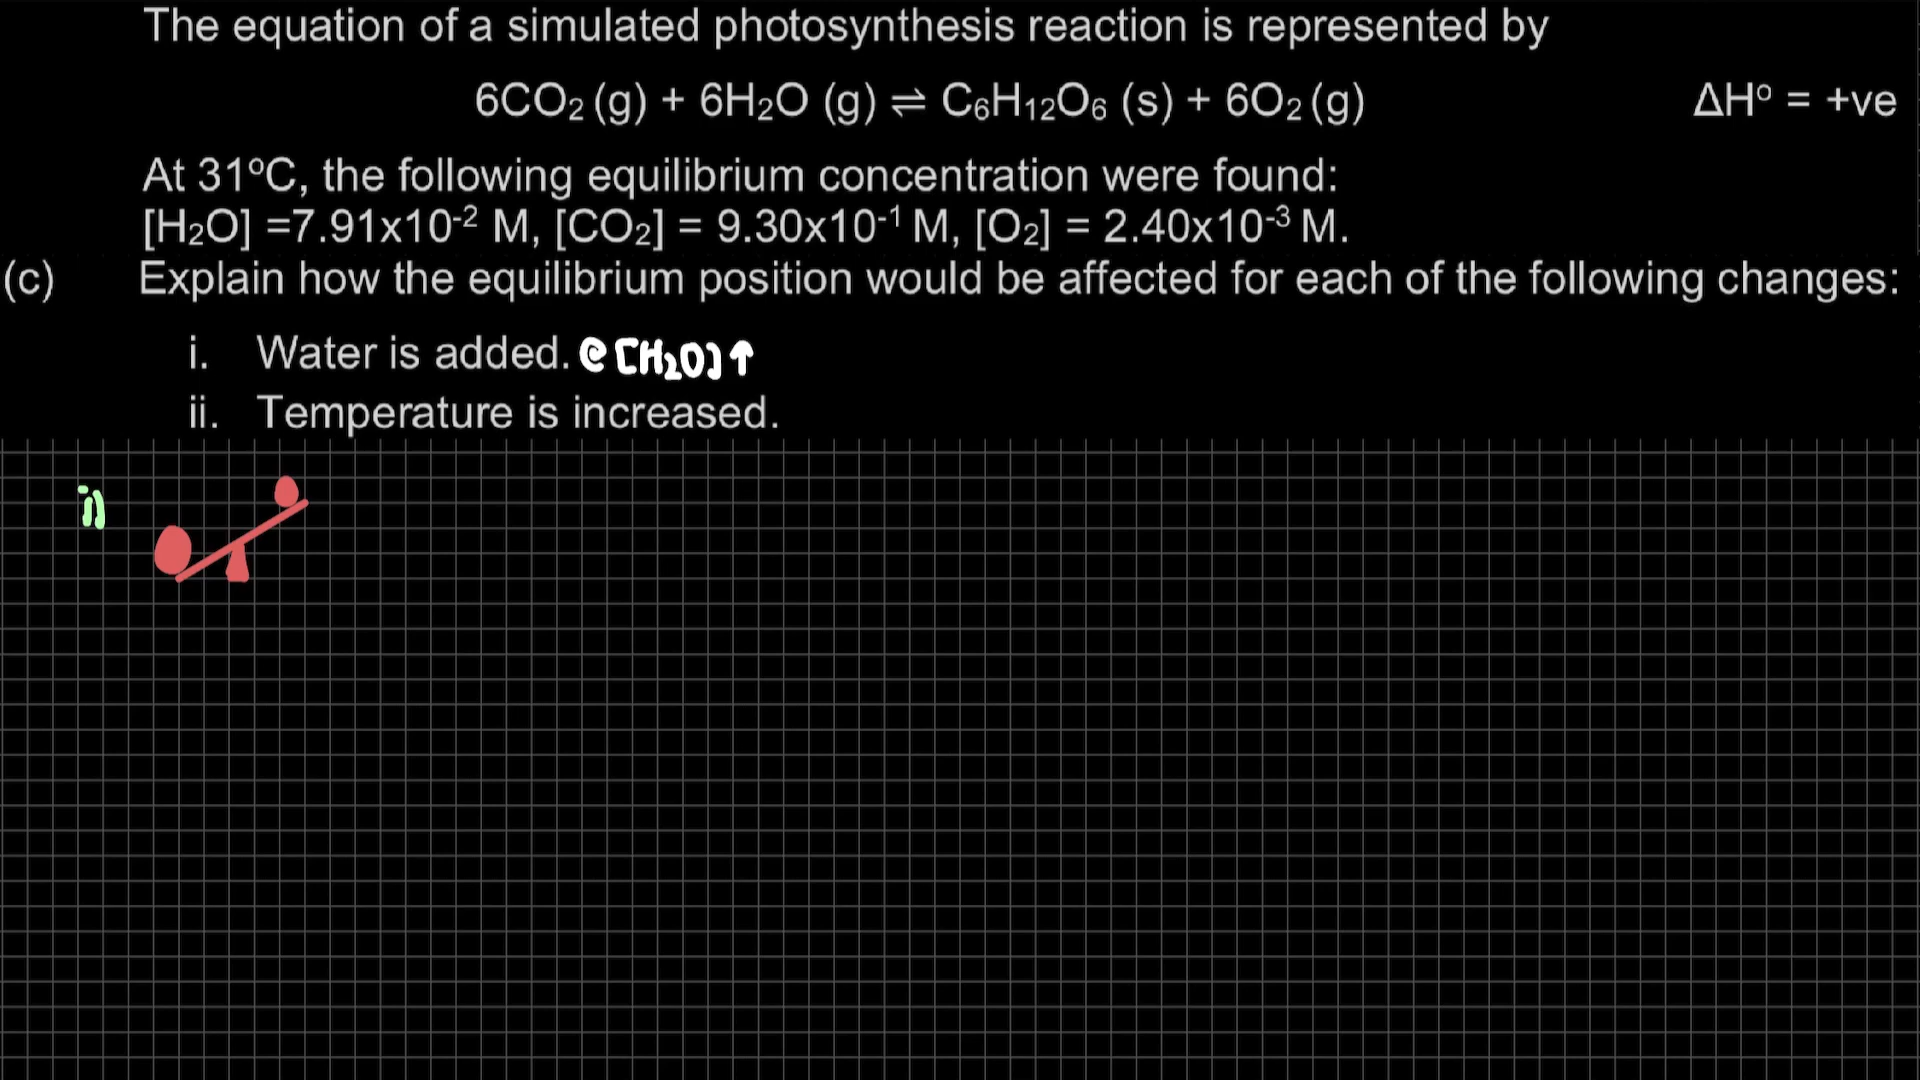 The equation of a simulated photosynthesis reaction is represented by
6CO₂ (g) + 6H₂O (g) ⇌ C₆H₁₂O₆ (s) + 6O₂ (g) ΔHᵒ = +ve
At 31ᵒC, the following equilibrium concentration were found:
[H₂O] =7.91x10⁻² M, [CO₂] = 9.30x10⁻¹ M, [O₂] = 2.40x10⁻³ M.
(c) Explain how the equilibrium position would be affected for each of the following changes:
i. Water is added. @ [H₂O] ↑
ii. Temperature is increased.
i)